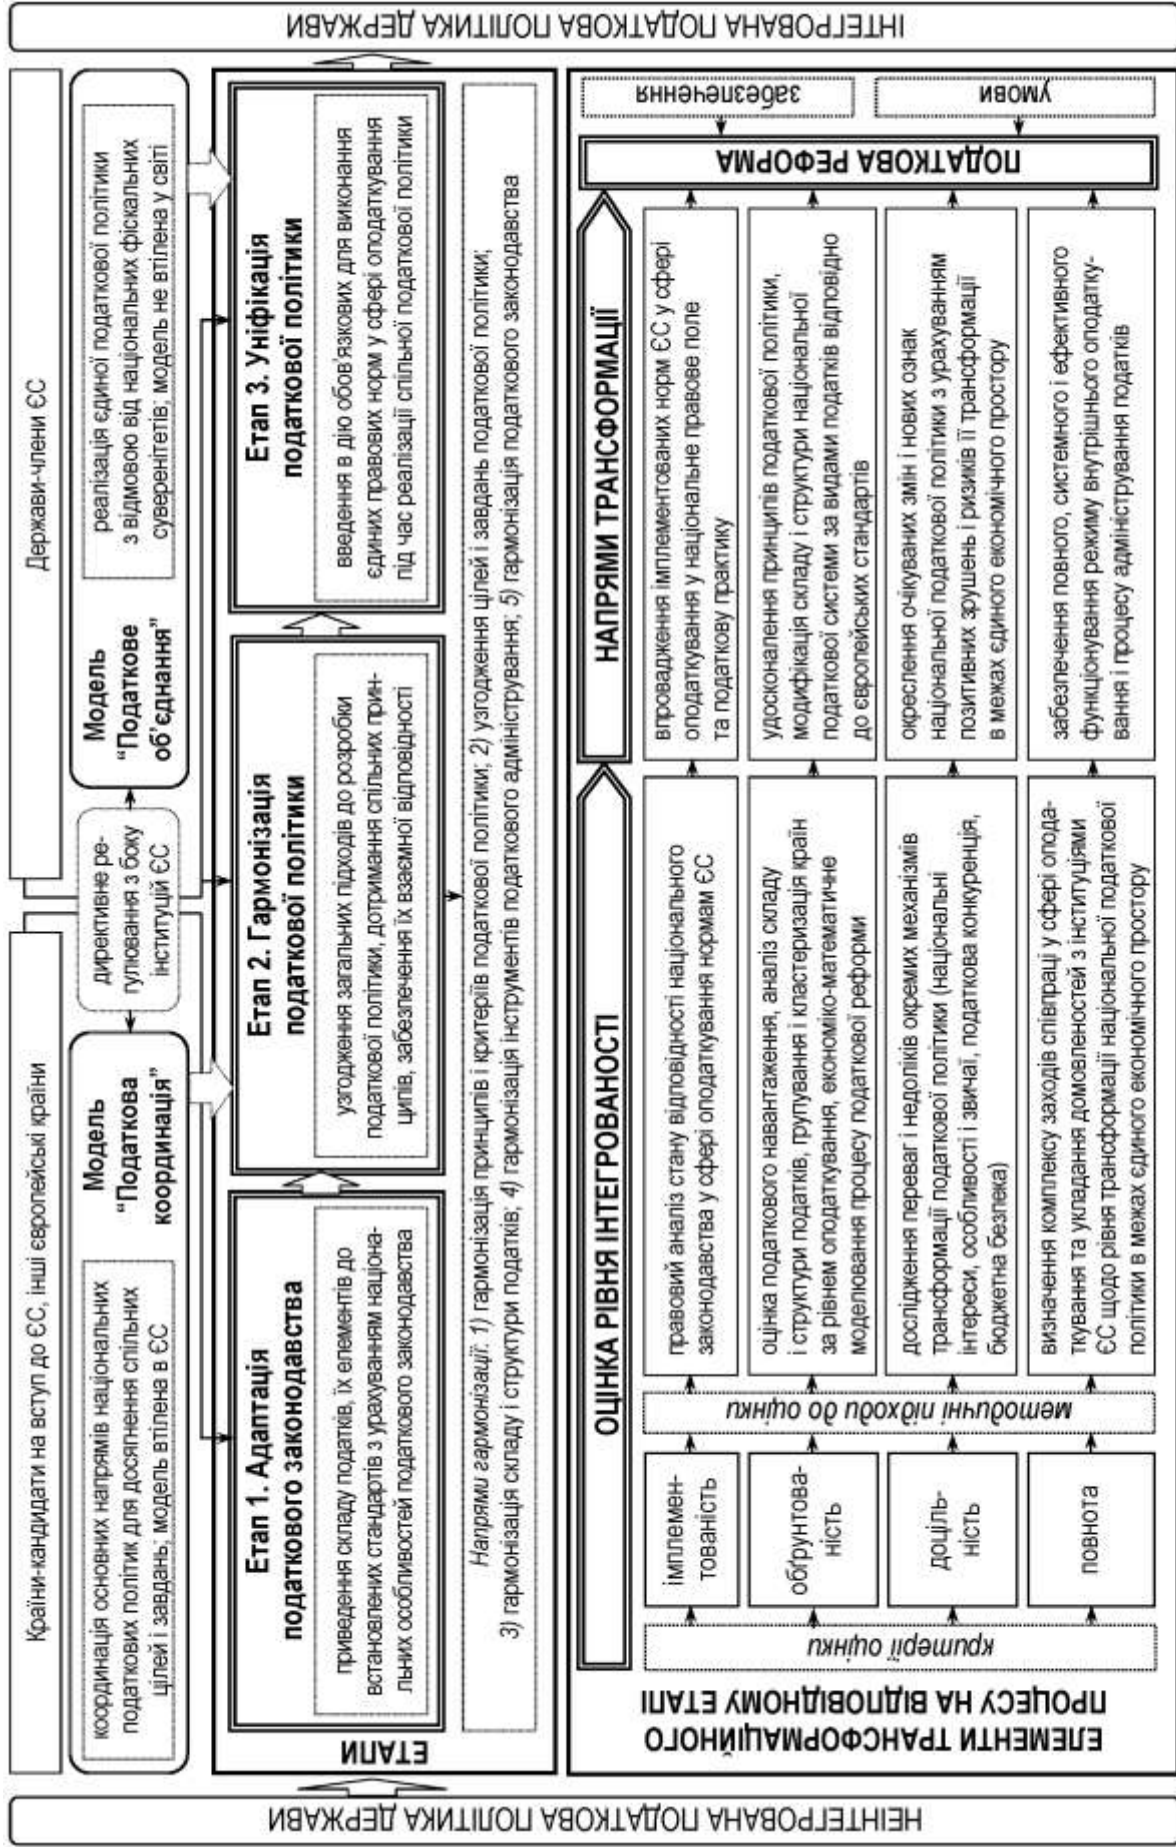 НЕІНТЕГРОВАНА ПОДАТКОВА ПОЛІТИКА ДЕРЖАВИ
Країни-кандидати на вступ до ЄС, інші європейські країни
Держави-члени ЄС
координація основних напрямів національних
податкових політик для досягнення спільних
цілей і завдань; модель втілена в ЄС
Модель
“Податкова
координація”
директивне ре-
гулювання з боку
інституцій ЄС
Модель
“Податкове
об’єднання”
реалізація єдиної податкової політики
з відмовою від національних фіскальних
суверенітетів; модель не втілена у світі
ЕТАПИ
Етап 1. Адаптація
податкового законодавства
приведення складу податків, їх елементів до
встановлених стандартів з урахуванням націона-
льних особливостей податкового законодавства
Етап 2. Гармонізація
податкової політики
узгодження загальних підходів до розробки
податкової політики, дотримання спільних прин-
ципів, забезпечення їх взаємної відповідності
Етап 3. Уніфікація
податкової політики
введення в дію обов’язкових для виконання
єдиних правових норм у сфері оподаткування
під час реалізації спільної податкової політики
Напрями гармонізації: 1) гармонізація принципів і критеріїв податкової політики; 2) узгодження цілей і завдань податкової політики;
3) гармонізація складу і структури податків; 4) гармонізація інструментів податкового адміністрування; 5) гармонізація податкового законодавства
ЕЛЕМЕНТИ ТРАНСФОРМАЦІЙНОГО
ПРОЦЕСУ НА ВІДПОВІДНОМУ ЕТАПІ
ОЦІНКА РІВНЯ ІНТЕГРОВАНОСТІ
НАПРЯМИ ТРАНСФОРМАЦІЇ
критерії оцінки
імплемен-
тованість
обґрунтова-
ність
доціль-
ність
повнота
методичні підходи до оцінки
правовий аналіз стану відповідності національного
законодавства у сфері оподаткування нормам ЄС
оцінка податкового навантаження, аналіз складу
і структури податків, групування і кластеризація країн
за рівнем оподаткування, економіко-математичне
моделювання процесу податкової реформи
дослідження переваг і недоліків окремих механізмів
трансформації податкової політики (національні
інтереси, особливості і звичаї, податкова конкуренція,
бюджетна безпека)
визначення комплексу заходів співпраці у сфері опода-
ткування та укладання домовленостей з інституціями
ЄС щодо рівня трансформації національної податкової
політики в межах єдиного економічного простору
впровадження імплементованих норм ЄС у сфері
оподаткування у національне правове поле
та податкову практику
удосконалення принципів податкової політики,
модифікація складу і структури національної
податкової системи за видами податків відповідно
до європейських стандартів
окреслення очікуваних змін і нових ознак
національної податкової політики з урахуванням
позитивних зрушень і ризиків її трансформації
в межах єдиного економічного простору
забезпечення повного, системного і ефективного
функціонування режиму внутрішнього оподатку-
вання і процесу адміністрування податків
ПОДАТКОВА РЕФОРМА
забезпечення
умови
ІНТЕГРОВАНА ПОДАТКОВА ПОЛІТИКА ДЕРЖАВИ